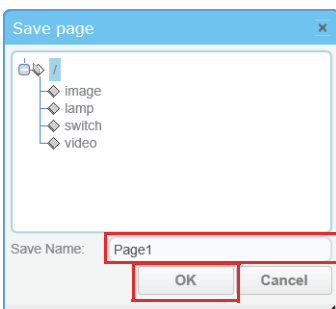 Save page
/
image
lamp
switch
video
Save Name: Page1
OK Cancel